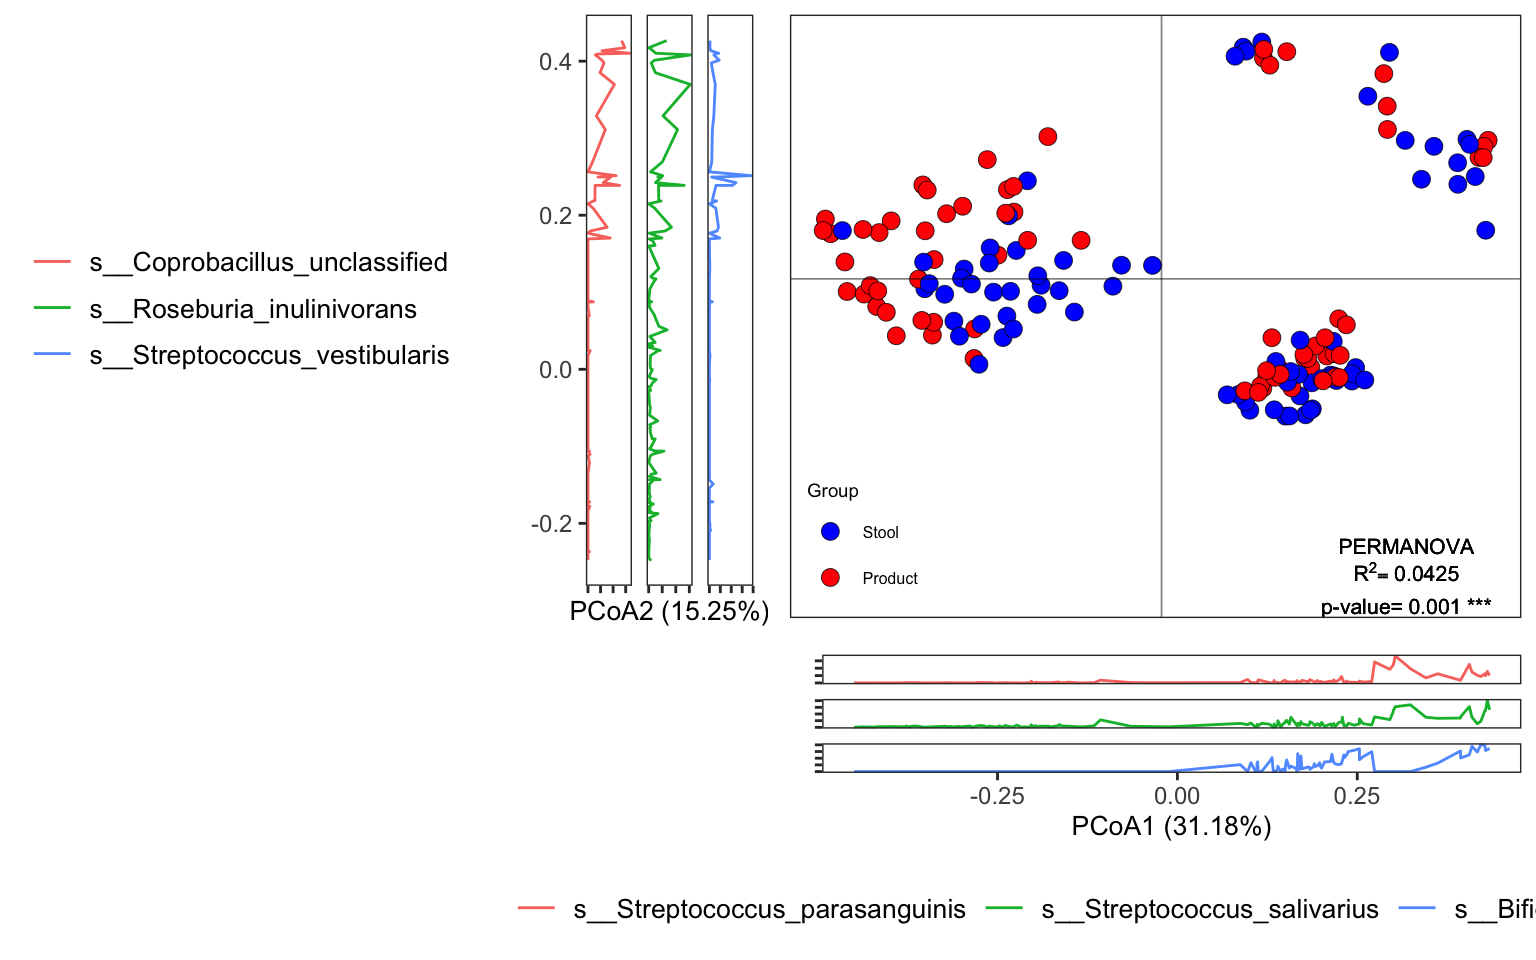 0.4
0.2
0.0
-0.2
s__Coprobacillus_unclassified
s__Roseburia_inulinivorans
s__Streptococcus_vestibularis
PCoA2 (15.25%)
Group
Stool
Product
PERMANOVA
R2= 0.0425
p-value= 0.001 ***
-0.25 0.00 0.25
PCoA1 (31.18%)
s__Streptococcus_parasanguinis s__Streptococcus_salivarius